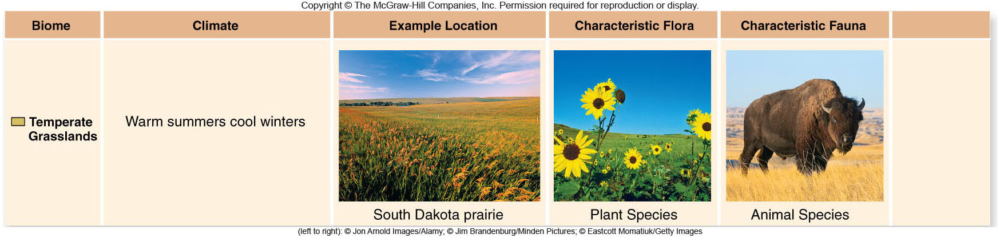 Copyright © The McGraw-Hill Companies, Inc. Permission required for reproduction or display.
Biome
Climate
Example Location
Characteristic Flora
Characteristic Fauna
Temperate
Grasslands
Warm summers cool winters
South Dakota prairie
Plant Species
Animal Species
(left to right): © Jon Arnold Images/Alamy; © Jim Brandenburg/Minden Pictures; © Eastcott Momatiuk/Getty Images